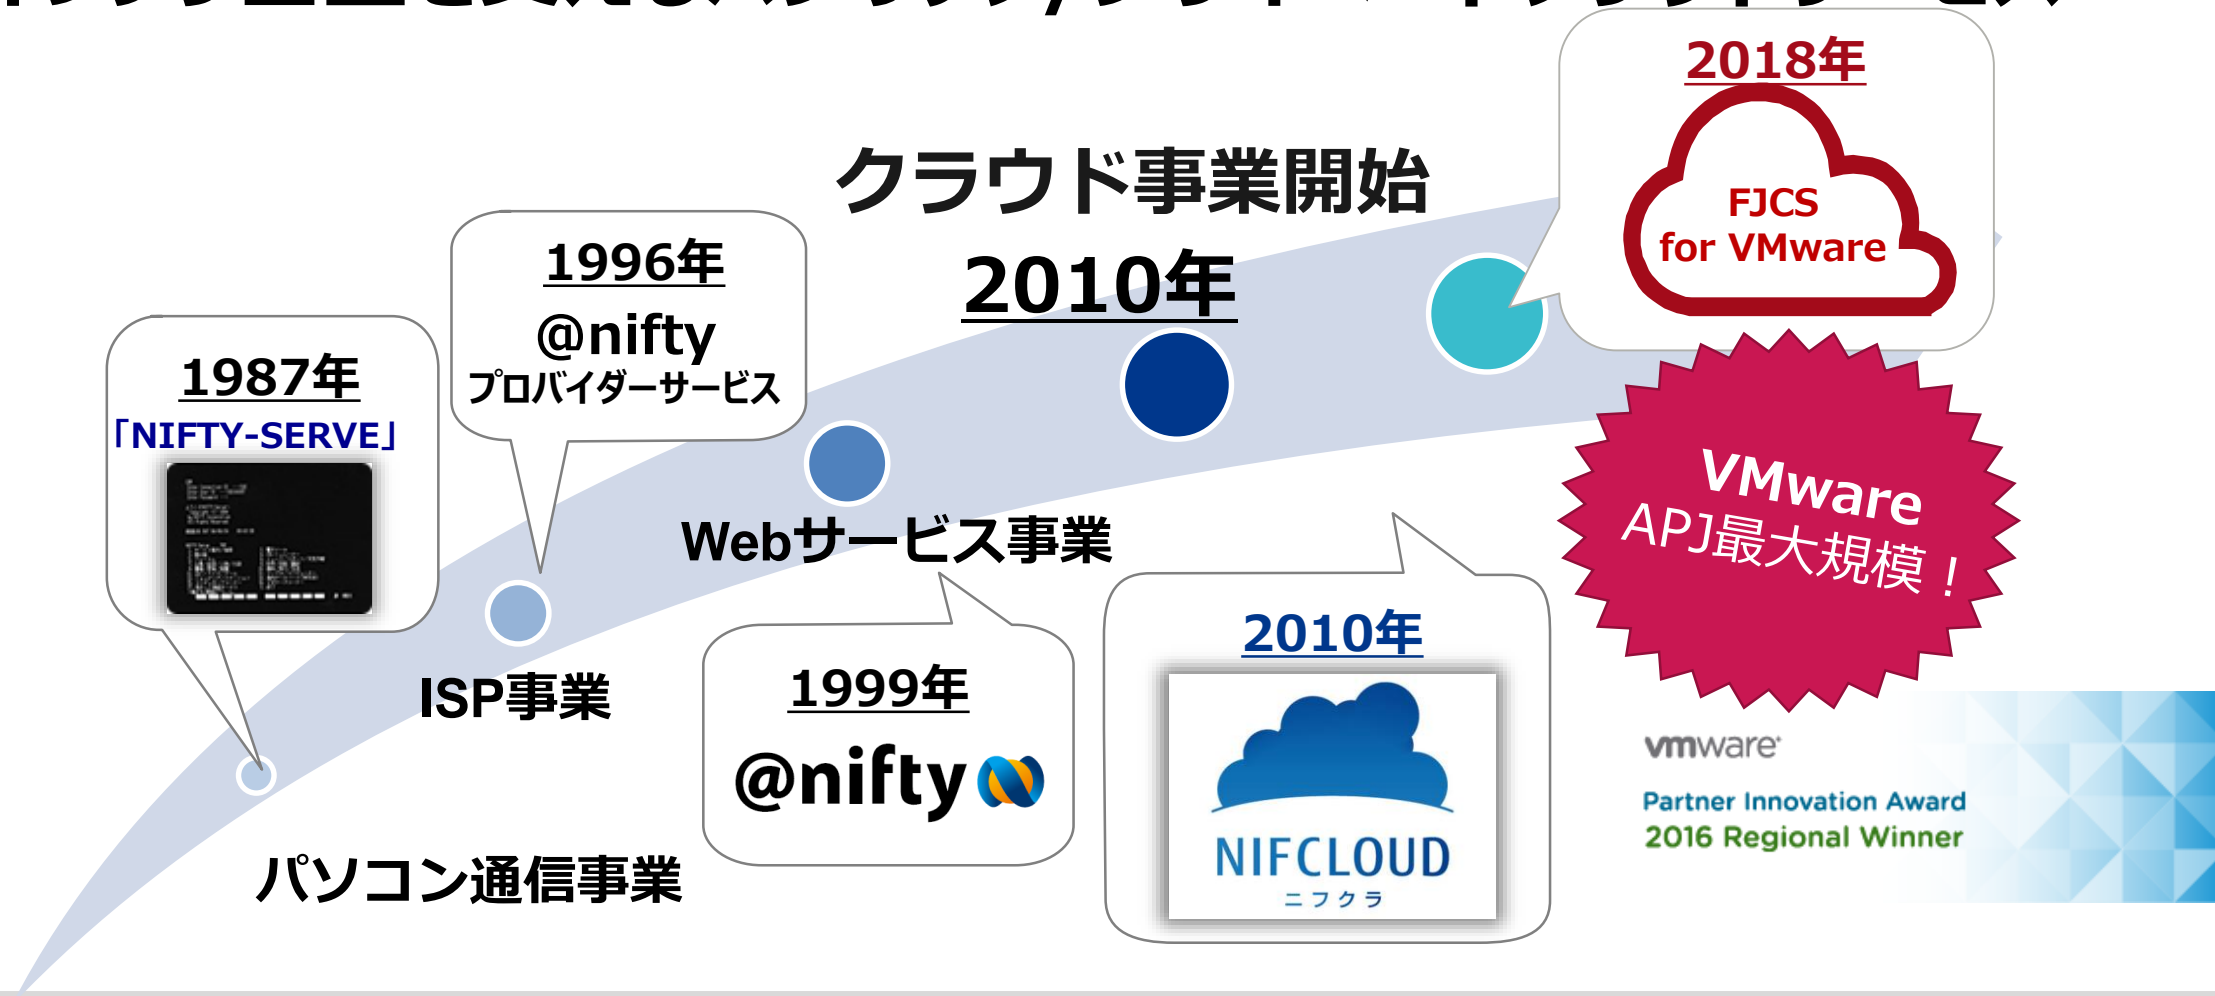 2018年
FJCS
for VMware
クラウド事業開始
2010年
1996年
@nifty
プロバイダーサービス
1987年
「NIFTY-SERVE」
VMware
APJ最大規模！
Webサービス事業
ISP事業
1999年
@nifty
2010年
NIFCLOUD
ニフクラ
パソコン通信事業
vmware
Partner Innovation Award
2016 Regional Winner